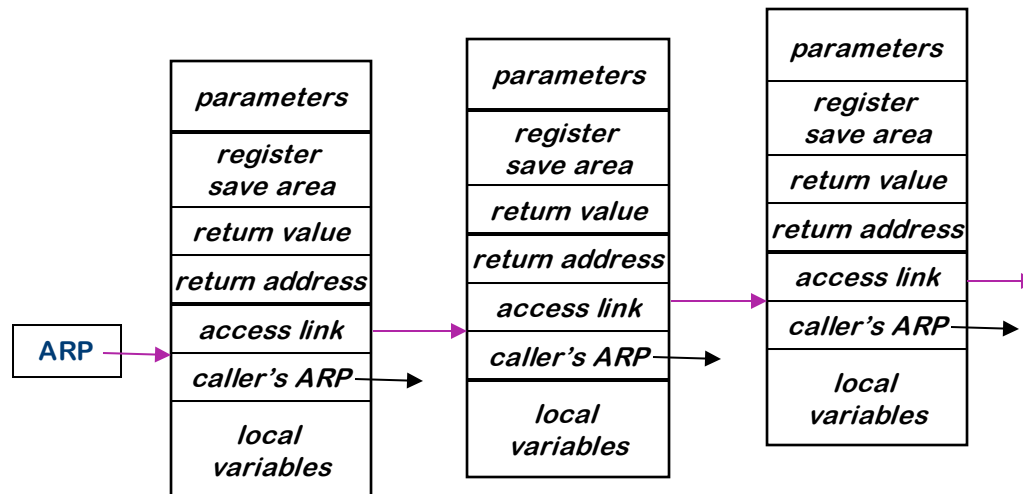 ARP
parameters
register
save area
return value
return address
access link
caller's ARP
local
variables
parameters
register
save area
return value
return address
access link
caller's ARP
local
variables
parameters
register
save area
return value
return address
access link
caller's ARP
local
variables